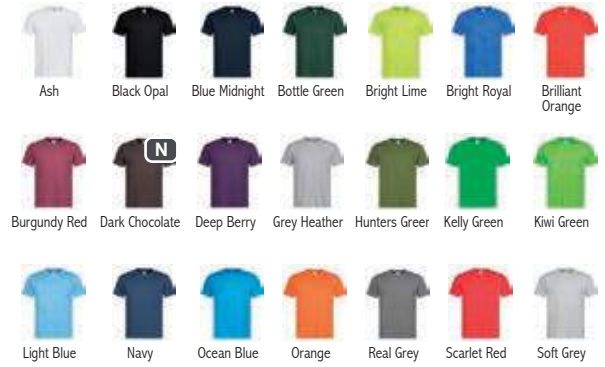 Ash Black Opal Blue Midnight Bottle Green Bright Lime Bright Royal Brilliant
Orange
N
Burgundy Red Dark Chocolate Deep Berry Grey Heather Hunters Green Kelly Green Kiwi Green
Light Blue Navy Ocean Blue Orange Real Grey Scarlet Red Soft Grey